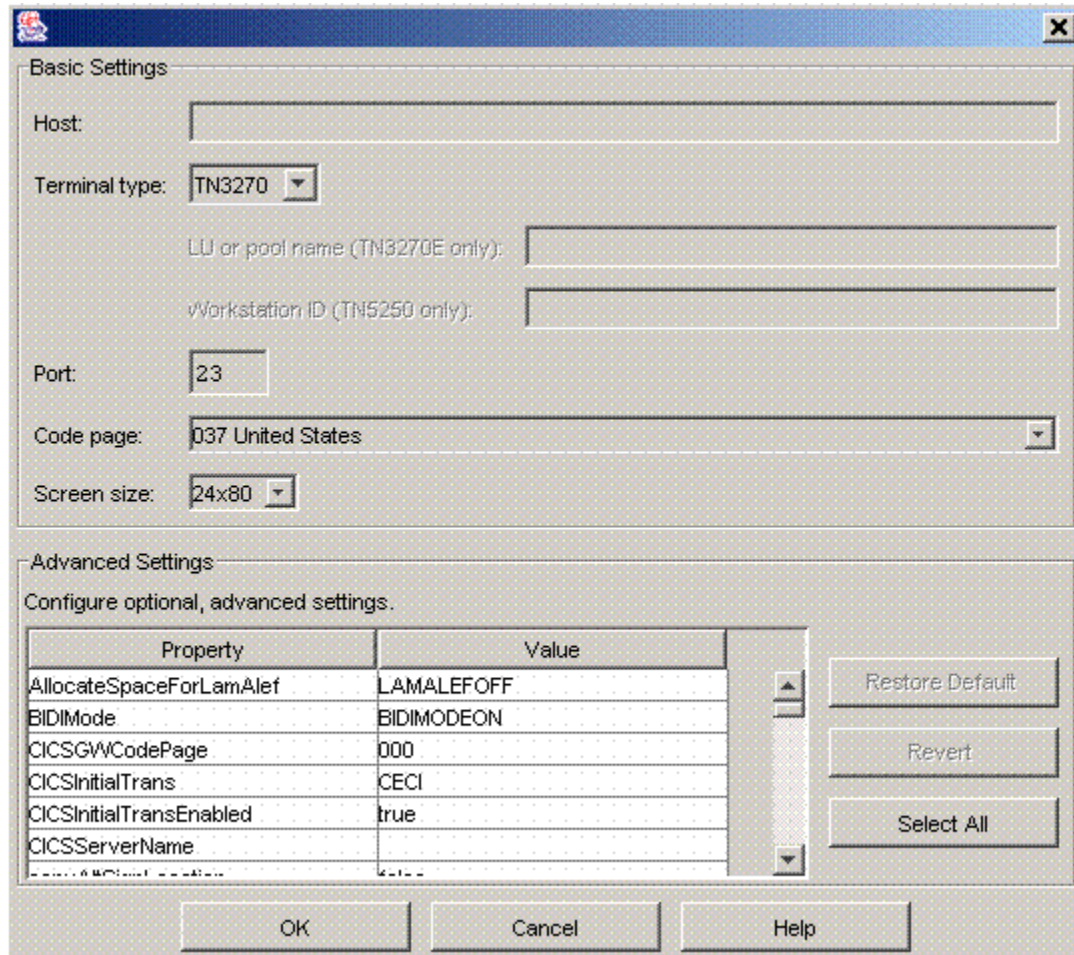 Basic Settings
Host:
Terminal type: TN3270
LU or pool name (TN3270E only):
Workstation ID (TN5250 only):
Port: 23
Code page: 037 United States
Screen size: 24x80
Advanced Settings
Configure optional, advanced settings.
Property Value
AllocateSpaceForLamAlef LAMALEFOFF
BIDIMode BIDIMODEON
CICSGWCodePage 000
CICSInitialTrans CECI
CICSInitialTransEnabled true
CICSServerName
Restore Default
Revert
Select All
OK Cancel Help